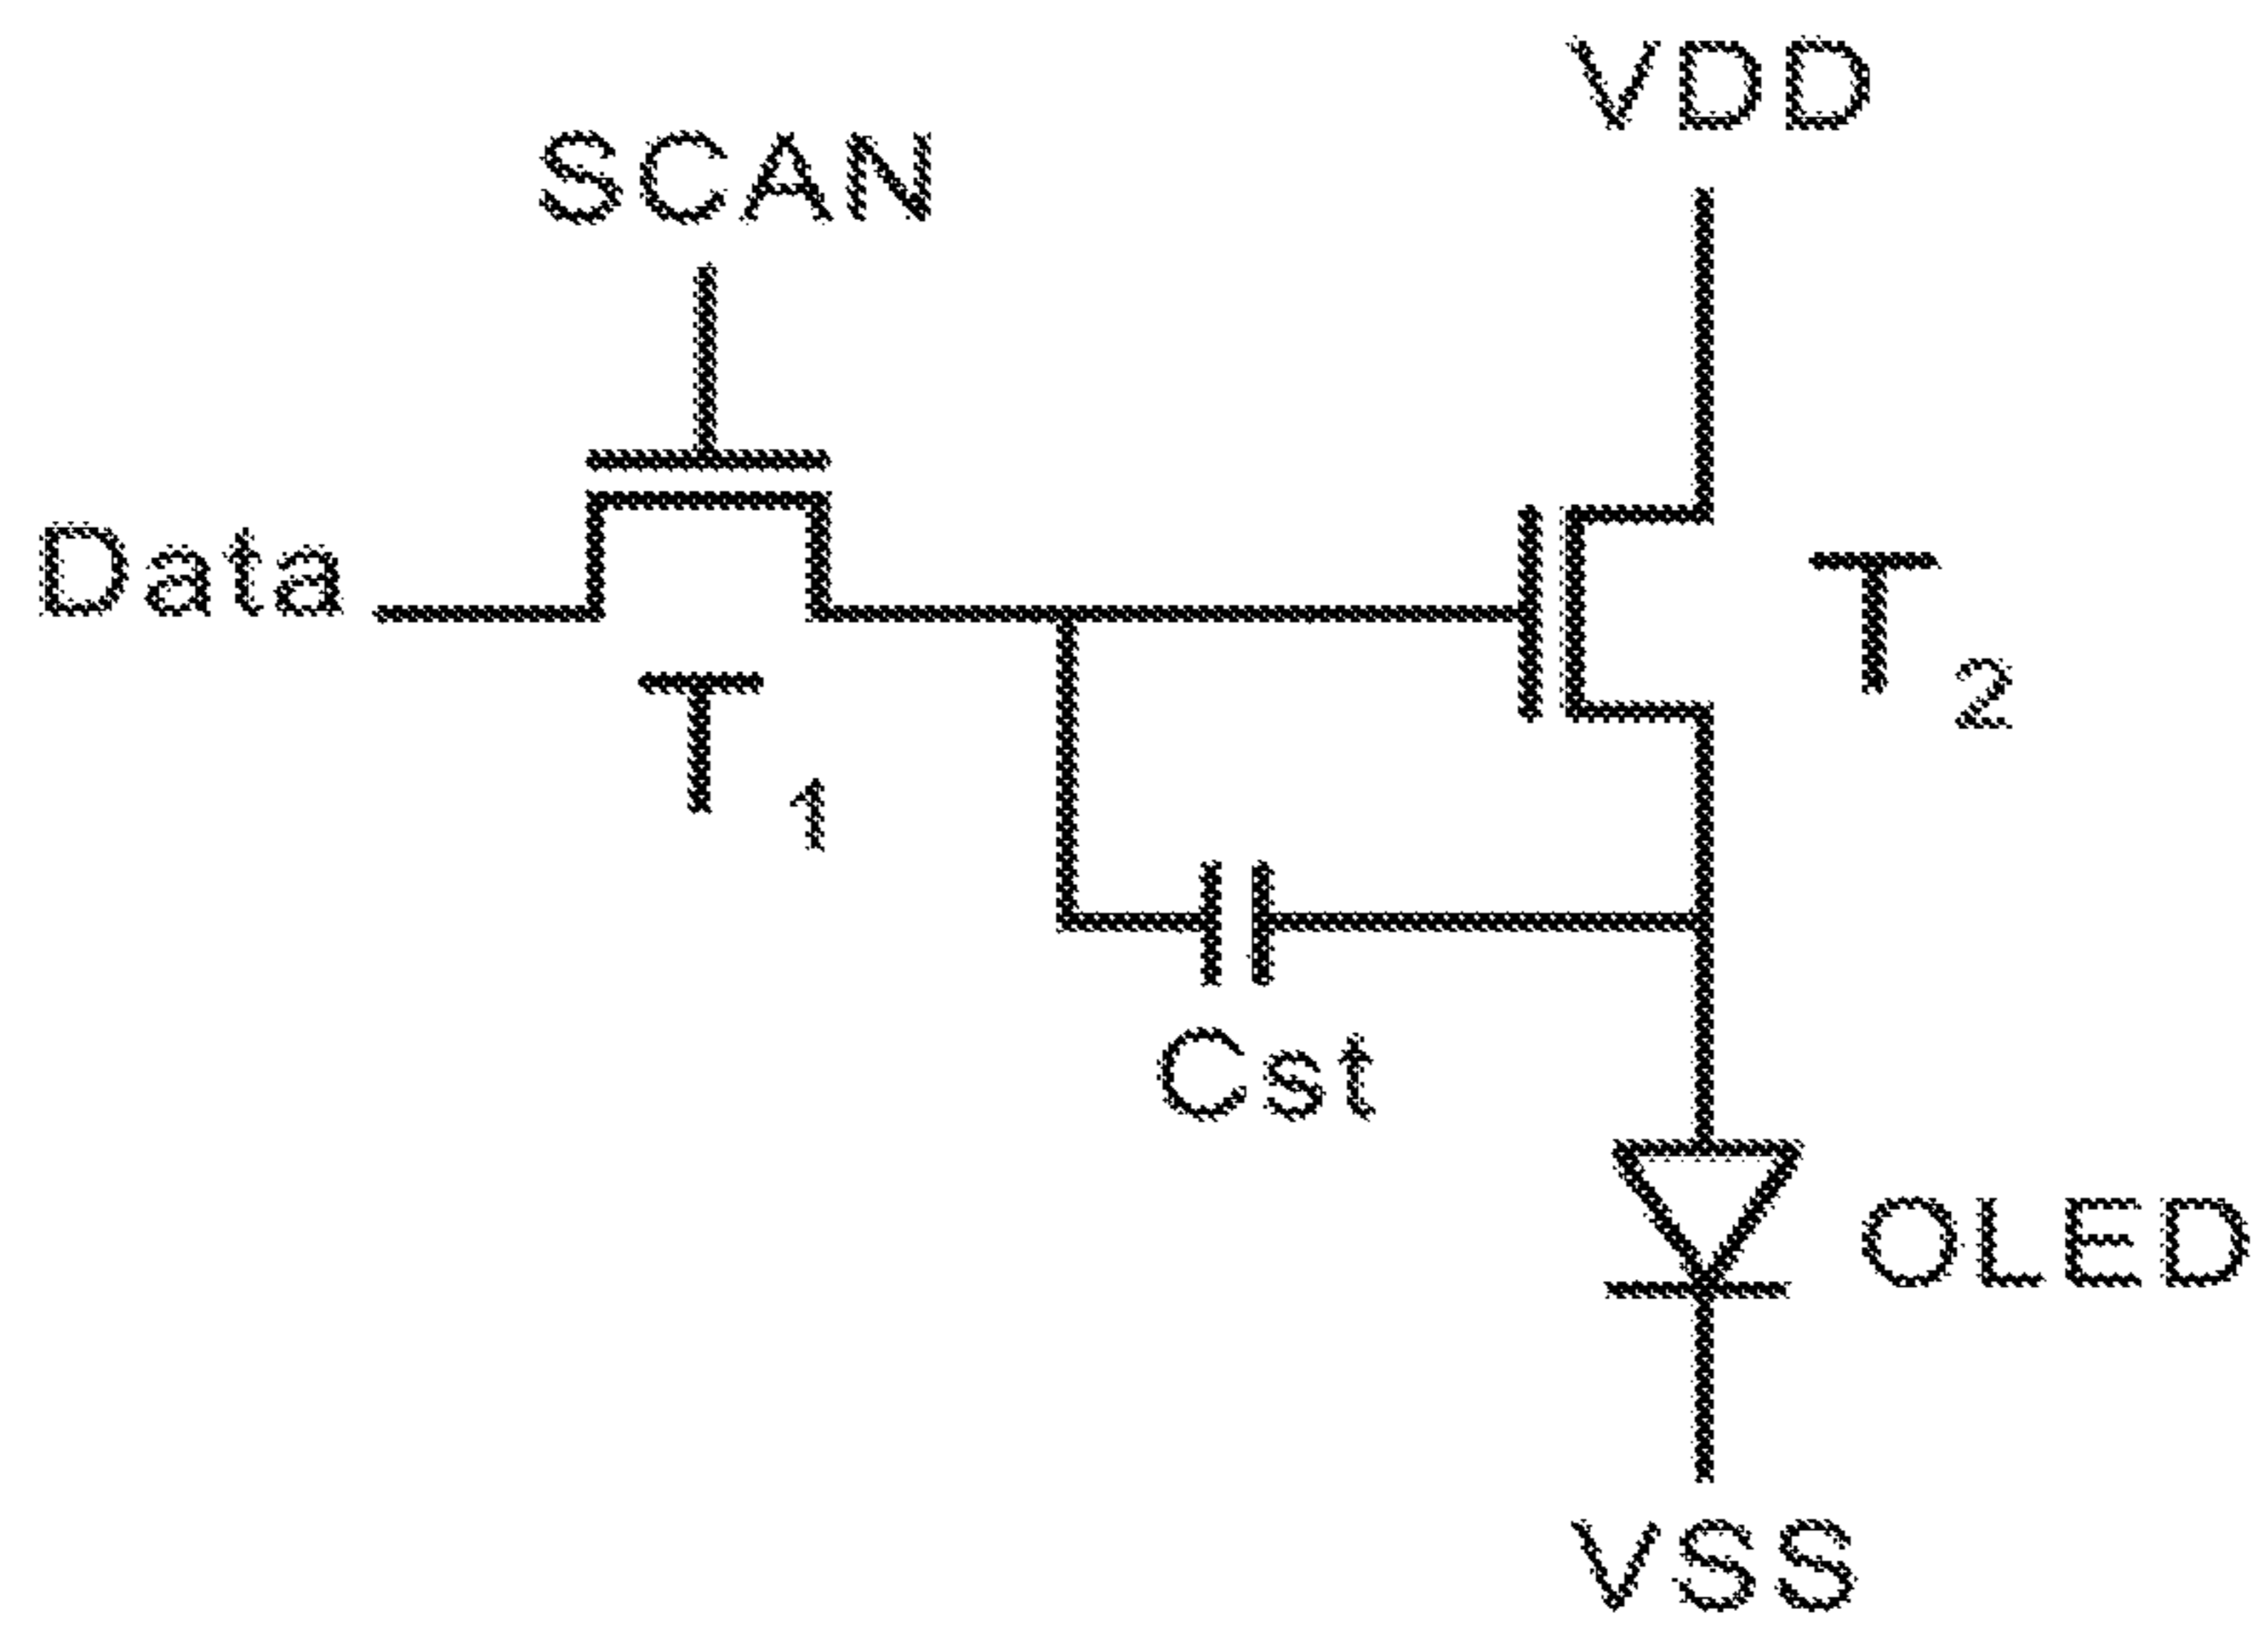 VDD
SCAN
Data
T1
T2
Cst
OLED
VSS